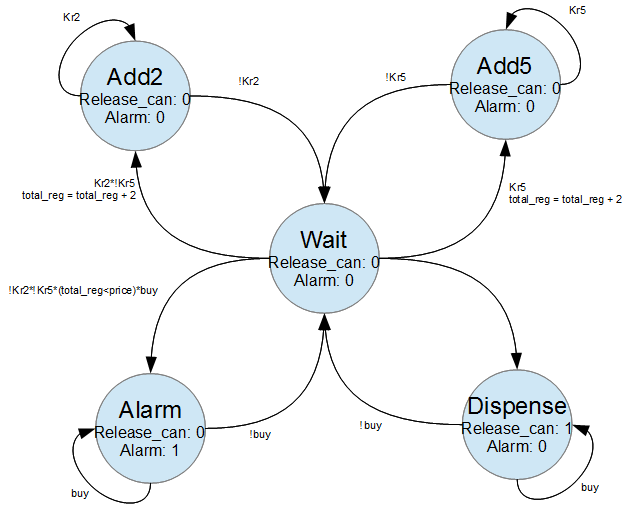 Kr2
Kr5
Add2
Release_can: 0
Alarm: 0
!Kr2
!Kr5
Add5
Release_can: 0
Alarm: 0
Kr2*!Kr5
total_reg = total_reg + 2
Kr5
total_reg = total_reg + 2
Wait
Release_can: 0
Alarm: 0
!Kr2*!Kr5*(total_reg<price)*buy
Alarm
Release_can: 0
Alarm: 1
!buy
!buy
Dispense
Release_can: 1
Alarm: 0
buy
buy